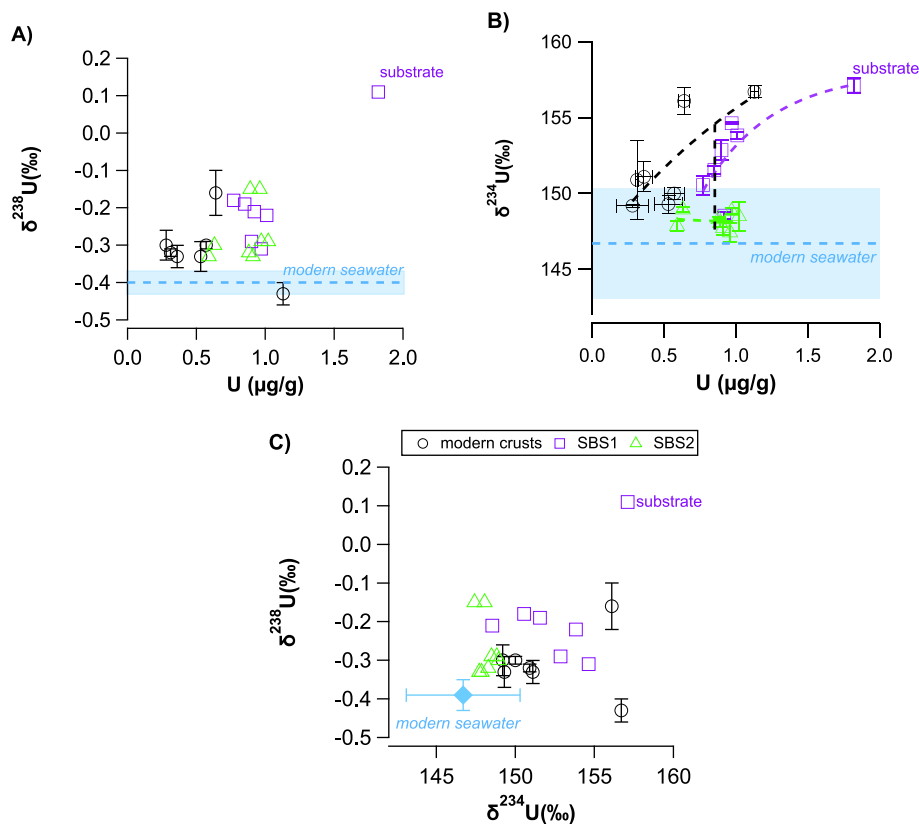 A)
0.2
0.1
0.0
-0.1
-0.2
-0.3
-0.4
-0.5
δ²³⁸U(‰)
substrate
modern seawater
0.0 0.5 1.0 1.5 2.0
U (µg/g)
B)
160
155
150
145
δ²³⁴U(‰)
substrate
modern seawater
0.0 0.5 1.0 1.5 2.0
U (µg/g)
C)
modern crusts SBS1 SBS2
0.2
0.1
0.0
-0.1
-0.2
-0.3
-0.4
-0.5
δ²³⁸U(‰)
substrate
modern seawater
145 150 155 160
δ²³⁴U(‰)